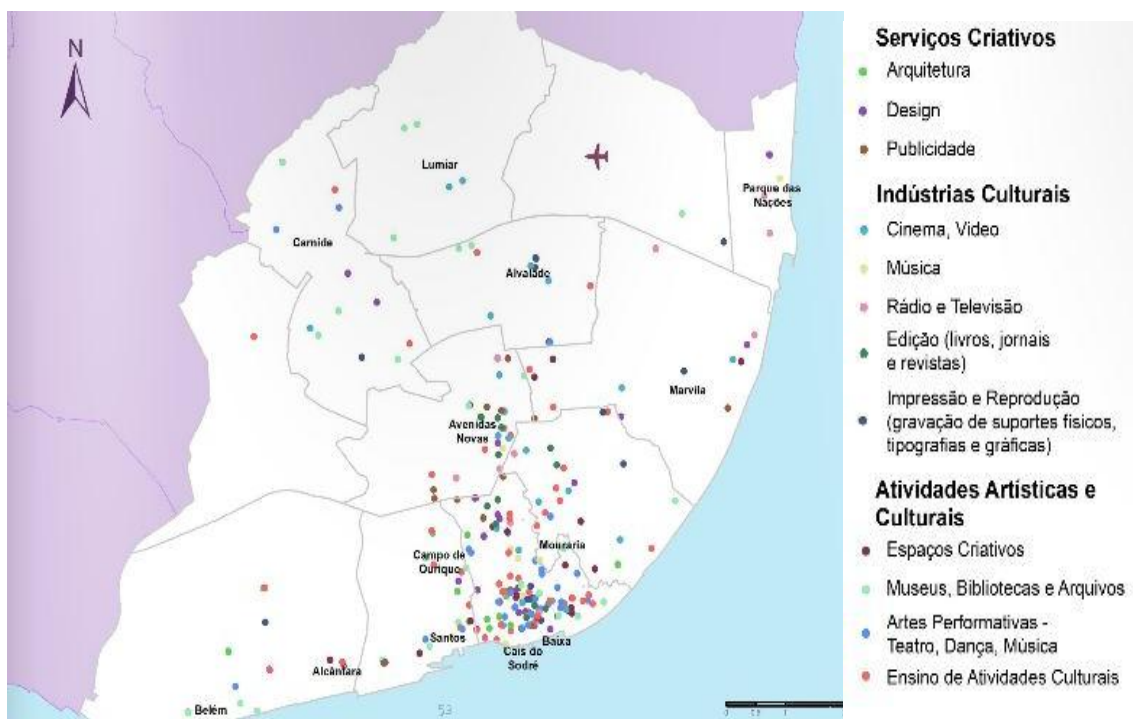 N
Lumiar
Parque das
Nações
Carnide
Alvalade
Marvila
Avenidas
Novas
Mouraria
Campo de
Ourique
Santos
Baixa
Cais do
Sodré
Alcântara
Belém
53
Serviços Criativos
Arquitetura
Design
Publicidade
Indústrias Culturais
Cinema, Video
Música
Rádio e Televisão
Edição (livros, jornais
e revistas)
Impressão e Reprodução
(gravação de suportes físicos,
tipografias e gráficas)
Atividades Artísticas e
Culturais
Espaços Criativos
Museus, Bibliotecas e Arquivos
Artes Performativas -
Teatro, Dança, Música
Ensino de Atividades Culturais